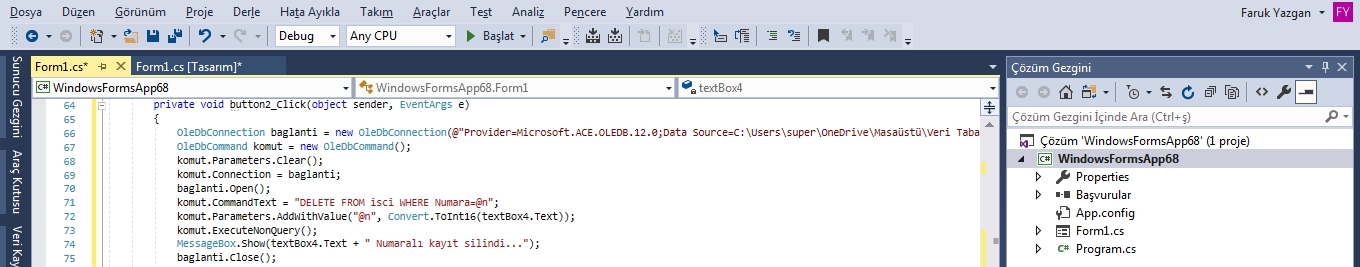 Dosya Düzen Görünüm Proje Derle Hata Ayıkla Takım Araçlar Test Analiz Pencere Yardım Faruk Yazgan FY
Debug Any CPU Başlat
Form1.cs* Form1.cs [Tasarım]* Çözüm Gezgini
WindowsFormsApp68 WindowsFormsApp68.Form1 textBox4
64 private void button2_Click(object sender, EventArgs e)
65 {
66 OleDbConnection baglanti = new OleDbConnection(@"Provider=Microsoft.ACE.OLEDB.12.0;Data Source=C:\Users\super\OneDrive\Masaüstü\Veri Taba
67 OleDbCommand komut = new OleDbCommand();
68 komut.Parameters.Clear();
69 komut.Connection = baglanti;
70 baglanti.Open();
71 komut.CommandText = "DELETE FROM isci WHERE Numara=@n";
72 komut.Parameters.AddWithValue("@n", Convert.ToInt16(textBox4.Text));
73 komut.ExecuteNonQuery();
74 MessageBox.Show(textBox4.Text + " Numaralı kayıt silindi...");
75 baglanti.Close();
Sunucu Gezgini
Araç Kutusu
Veri Kay
Çözüm Gezgini İçinde Ara (Ctrl+ş)
Çözüm 'WindowsFormsApp68' (1 proje)
C# WindowsFormsApp68
Properties
Başvurular
App.config
Form1.cs
C# Program.cs